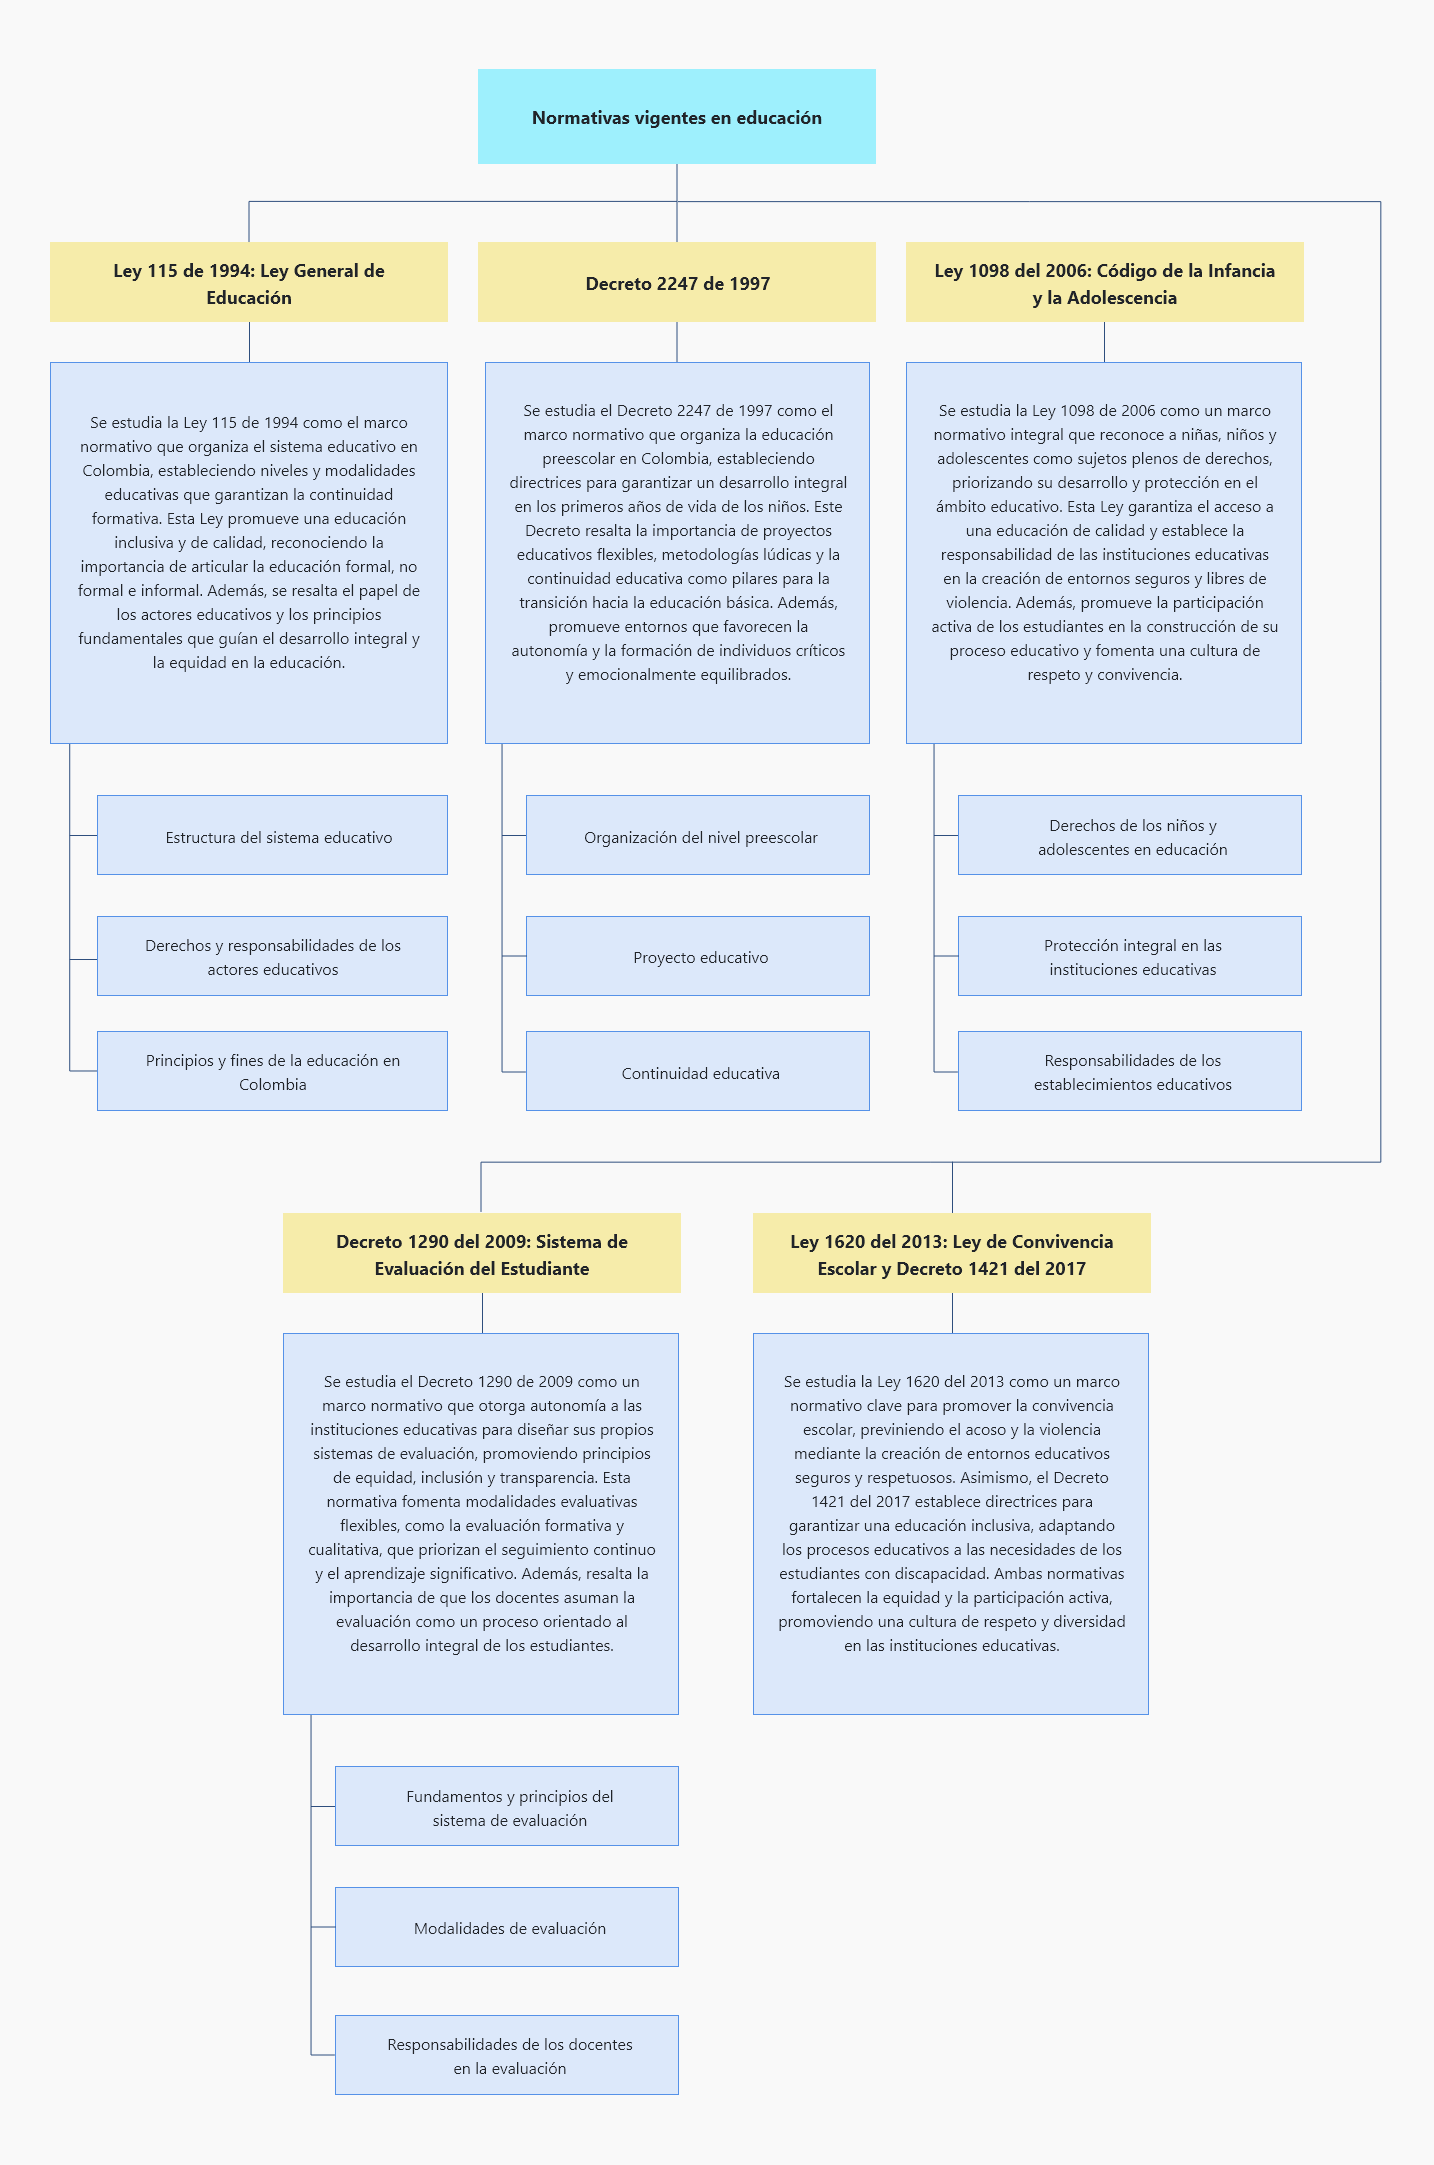 Normativas vigentes en educación
Ley 115 de 1994: Ley General de
Educación
Decreto 2247 de 1997
Ley 1098 del 2006: Código de la Infancia
y la Adolescencia
Se estudia la Ley 115 de 1994 como el marco
normativo que organiza el sistema educativo en
Colombia, estableciendo niveles y modalidades
educativas que garantizan la continuidad
formativa. Esta Ley promueve una educación
inclusiva y de calidad, reconociendo la
importancia de articular la educación formal, no
formal e informal. Además, se resalta el papel de
los actores educativos y los principios
fundamentales que guían el desarrollo integral y
la equidad en la educación.
Se estudia el Decreto 2247 de 1997 como el
marco normativo que organiza la educación
preescolar en Colombia, estableciendo
directrices para garantizar un desarrollo integral
en los primeros años de vida de los niños. Este
Decreto resalta la importancia de proyectos
educativos flexibles, metodologías lúdicas y la
continuidad educativa como pilares para la
transición hacia la educación básica. Además,
promueve entornos que favorecen la
autonomía y la formación de individuos críticos
y emocionalmente equilibrados.
Se estudia la Ley 1098 de 2006 como un marco
normativo integral que reconoce a niñas, niños y
adolescentes como sujetos plenos de derechos,
priorizando su desarrollo y protección en el
ámbito educativo. Esta Ley garantiza el acceso a
una educación de calidad y establece la
responsabilidad de las instituciones educativas
en la creación de entornos seguros y libres de
violencia. Además, promueve la participación
activa de los estudiantes en la construcción de su
proceso educativo y fomenta una cultura de
respeto y convivencia.
Estructura del sistema educativo
Derechos y responsabilidades de los
actores educativos
Principios y fines de la educación en
Colombia
Organización del nivel preescolar
Proyecto educativo
Continuidad educativa
Derechos de los niños y
adolescentes en educación
Protección integral en las
instituciones educativas
Responsabilidades de los
establecimientos educativos
Decreto 1290 del 2009: Sistema de
Evaluación del Estudiante
Ley 1620 del 2013: Ley de Convivencia
Escolar y Decreto 1421 del 2017
Se estudia el Decreto 1290 de 2009 como un
marco normativo que otorga autonomía a las
instituciones educativas para diseñar sus propios
sistemas de evaluación, promoviendo principios
de equidad, inclusión y transparencia. Esta
normativa fomenta modalidades evaluativas
flexibles, como la evaluación formativa y
cualitativa, que priorizan el seguimiento continuo
y el aprendizaje significativo. Además, resalta la
importancia de que los docentes asuman la
evaluación como un proceso orientado al
desarrollo integral de los estudiantes.
Se estudia la Ley 1620 del 2013 como un marco
normativo clave para promover la convivencia
escolar, previniendo el acoso y la violencia
mediante la creación de entornos educativos
seguros y respetuosos. Asimismo, el Decreto
1421 del 2017 establece directrices para
garantizar una educación inclusiva, adaptando
los procesos educativos a las necesidades de los
estudiantes con discapacidad. Ambas normativas
fortalecen la equidad y la participación activa,
promoviendo una cultura de respeto y diversidad
en las instituciones educativas.
Fundamentos y principios del
sistema de evaluación
Modalidades de evaluación
Responsabilidades de los docentes
en la evaluación